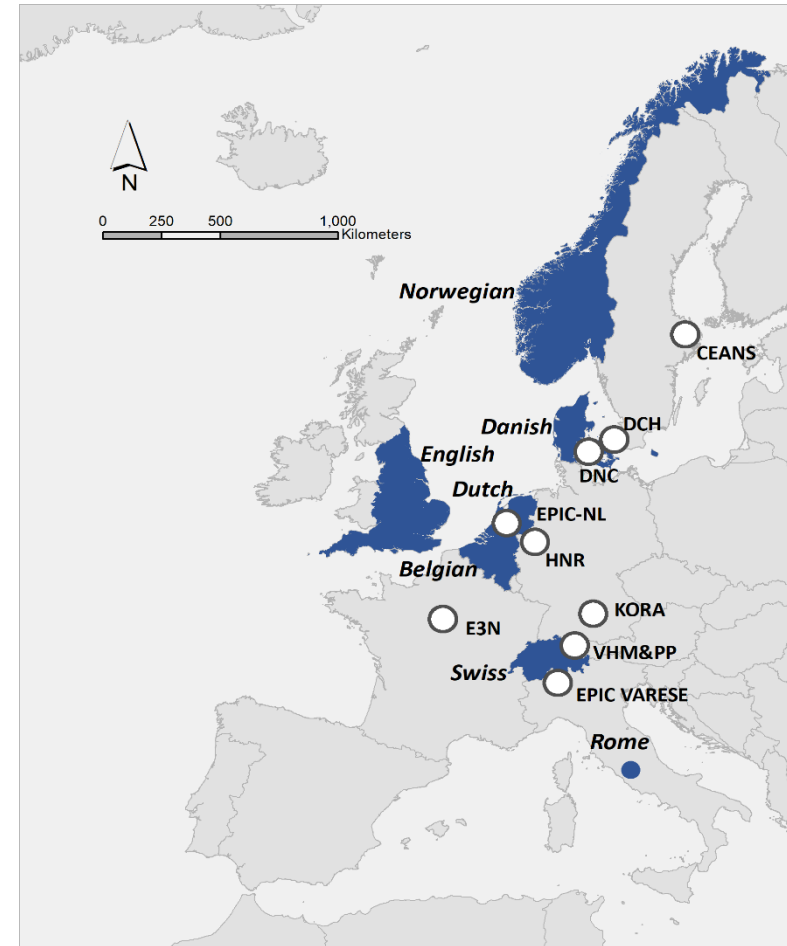 N
0 250 500 1,000
Kilometers
Norwegian
CEANS
Danish
DCH
English
DNC
Dutch
EPIC-NL
HNR
Belgian
KORA
E3N
VHM&PP
Swiss
EPIC VARESE
Rome